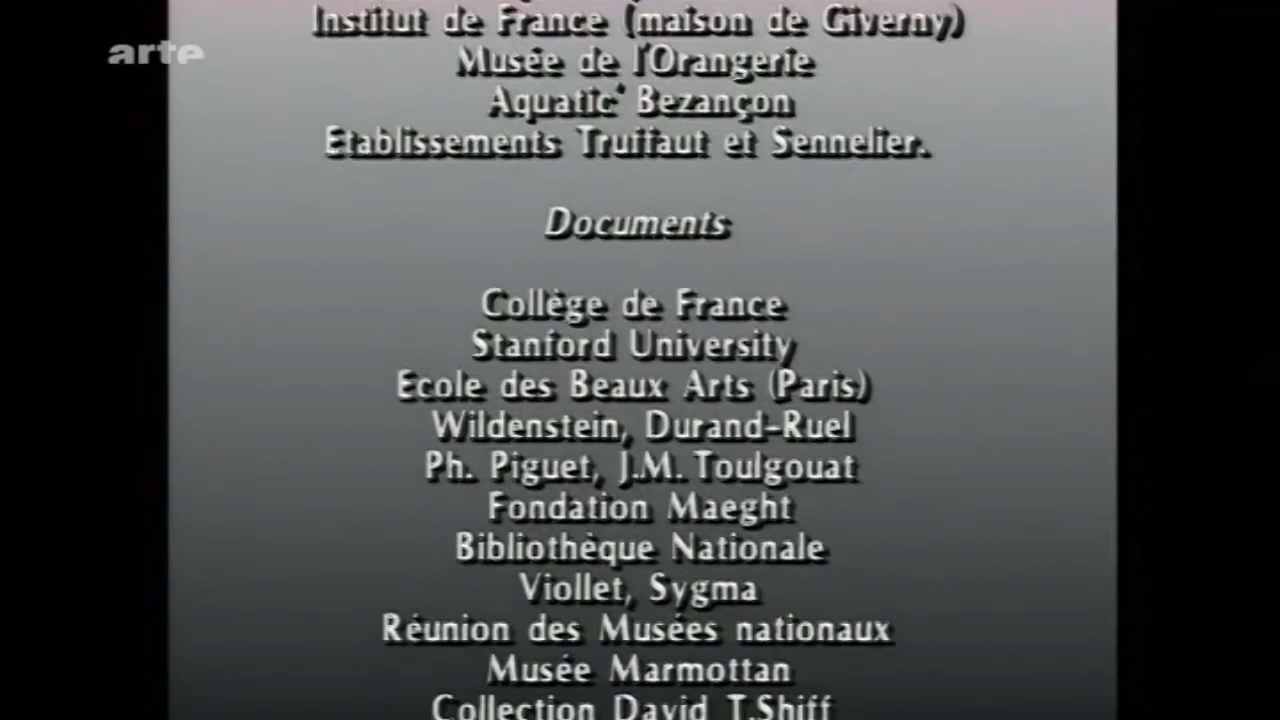 Institut de France (maison de Giverny)
arte
Musée de l'Orangerie
Aquatic' Bezançon
Etablissements Truffaut et Sennelier.
Documents
Collège de France
Stanford University
Ecole des Beaux Arts (Paris)
Wildenstein, Durand-Ruel
Ph. Piguet, J.M. Toulgouat
Fondation Maeght
Bibliothèque Nationale
Viollet, Sygma
Réunion des Musées nationaux
Musée Marmottan
Collection David T.Shiff